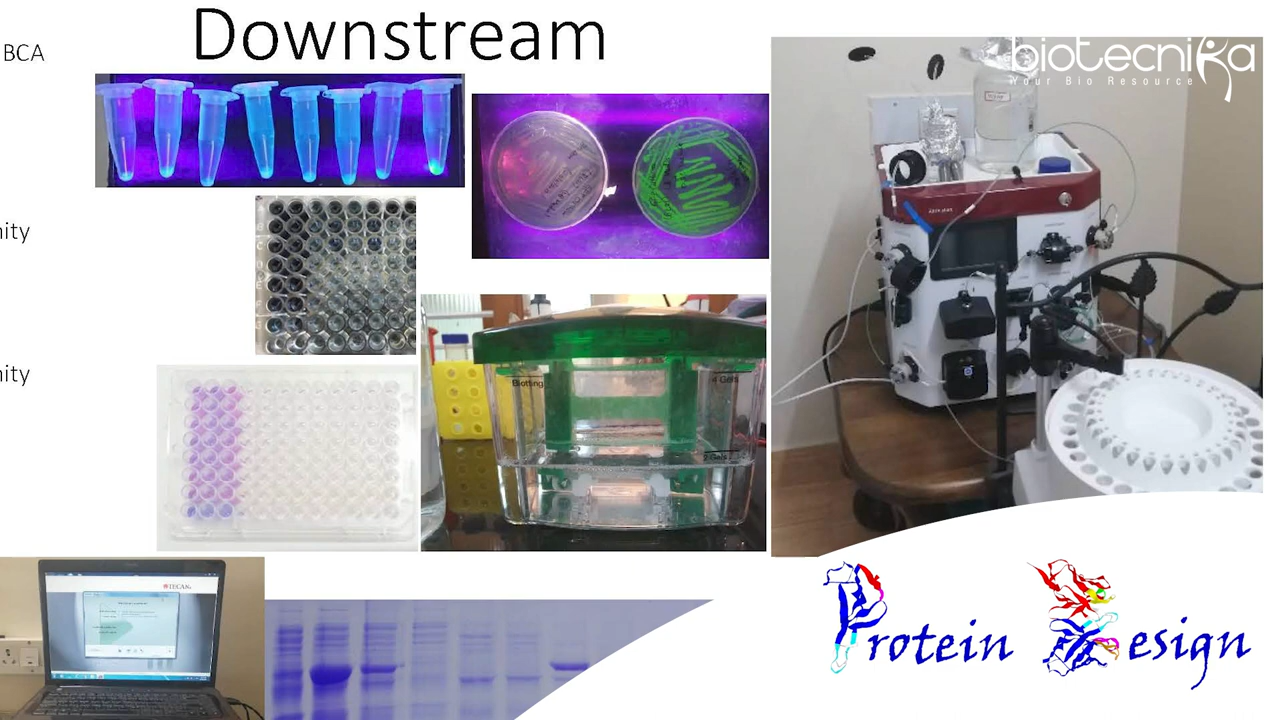 Downstream
BCA
biotecnika
Your Bio Resource
nity
nity
Blotting
4 Gels
TECAN
Protein Design